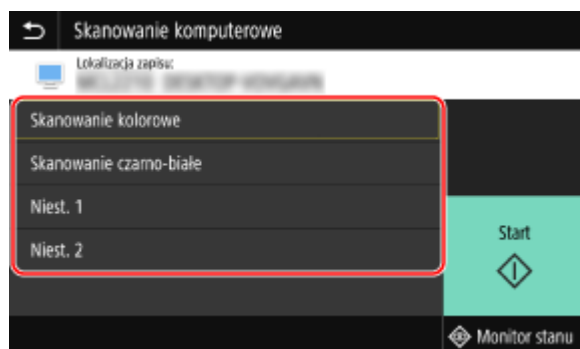 Skanowanie komputerowe
Lokalizacja zapisu:
Skanowanie kolorowe
Skanowanie czarno-białe
Niest. 1
Niest. 2
Start
Monitor stanu